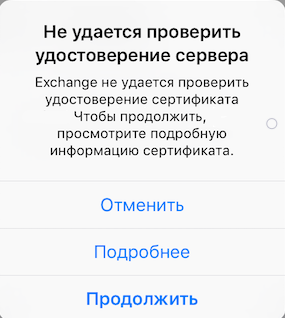 Не удается проверить
удостоверение сервера
Exchange не удается проверить
удостоверение сертификата
Чтобы продолжить,
просмотрите подробную
информацию сертификата.
Отменить
Подробнее
Продолжить